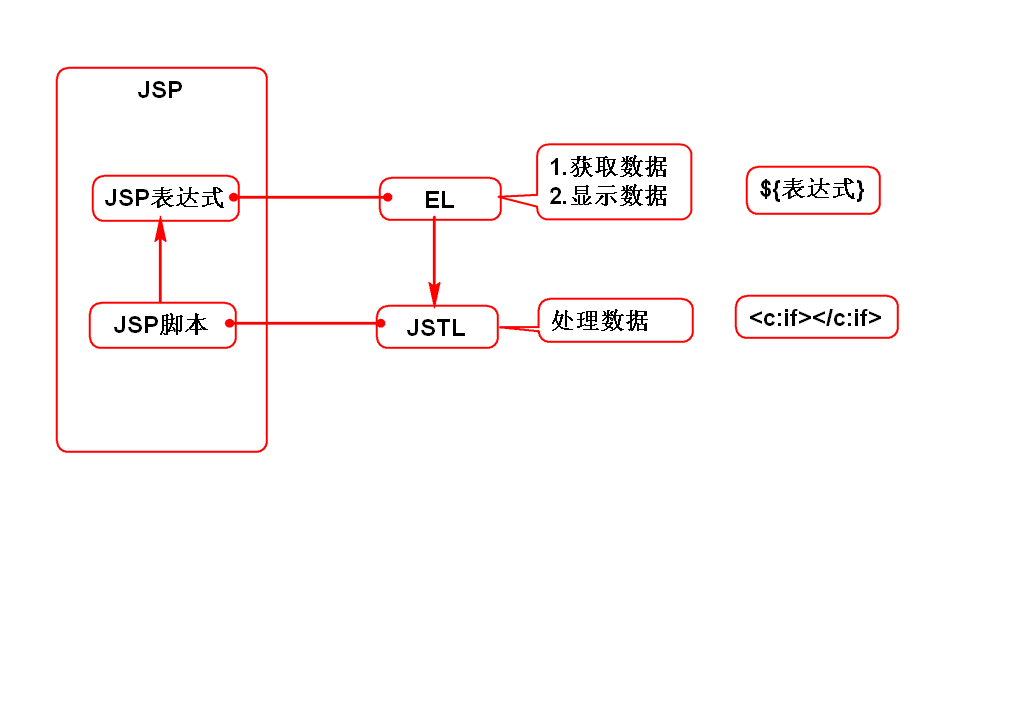 JSP
JSP表达式
EL
1.获取数据
2.显示数据
${表达式}
JSP脚本
JSTL
处理数据
<c:if></c:if>